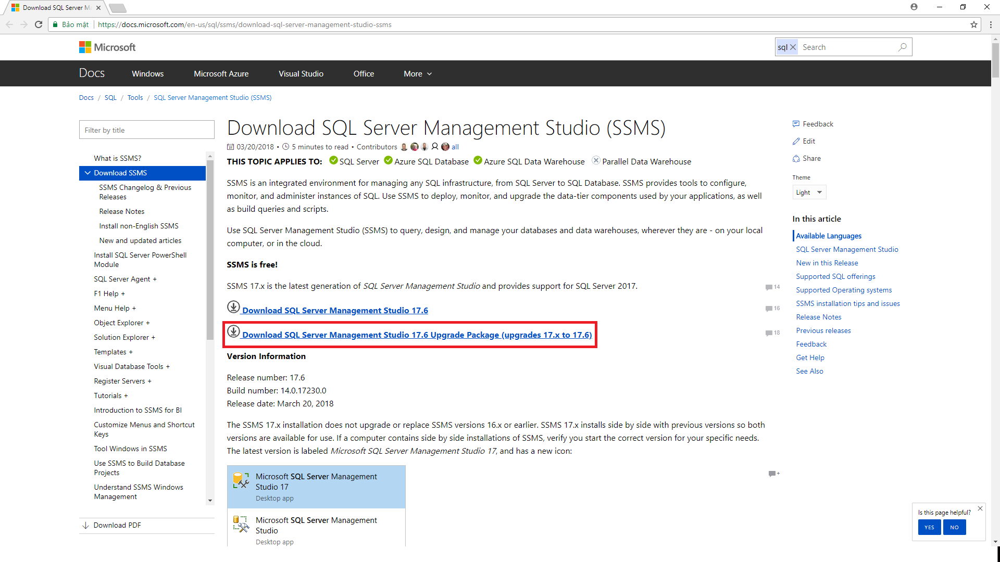 Download SQL Server M
Bảo mật
https://docs.microsoft.com/en-us/sql/ssms/download-sql-server-management-studio-ssms
Microsoft
sql
Search
Docs
Windows
Microsoft Azure
Visual Studio
Office
More
Docs / SQL / Tools / SQL Server Management Studio (SSMS)
Filter by title
What is SSMS?
Download SSMS
SSMS Changelog & Previous
Releases
Release Notes
Install non-English SSMS
New and updated articles
Install SQL Server PowerShell
Module
SQL Server Agent +
F1 Help +
Menu Help +
Object Explorer +
Solution Explorer +
Templates +
Visual Database Tools +
Register Servers +
Tutorials +
Introduction to SSMS for BI
Customize Menus and Shortcut
Keys
Tool Windows in SSMS
Use SSMS to Build Database
Projects
Understand SSMS Windows
Management
Download PDF
Download SQL Server Management Studio (SSMS)
03/20/2018 • 5 minutes to read • Contributors all
THIS TOPIC APPLIES TO: SQL Server Azure SQL Database Azure SQL Data Warehouse Parallel Data Warehouse
SSMS is an integrated environment for managing any SQL infrastructure, from SQL Server to SQL Database. SSMS provides tools to configure,
monitor, and administer instances of SQL. Use SSMS to deploy, monitor, and upgrade the data-tier components used by your applications, as well
as build queries and scripts.
Use SQL Server Management Studio (SSMS) to query, design, and manage your databases and data warehouses, wherever they are - on your local
computer, or in the cloud.
SSMS is free!
SSMS 17.x is the latest generation of SQL Server Management Studio and provides support for SQL Server 2017.
14
Download SQL Server Management Studio 17.6
16
Download SQL Server Management Studio 17.6 Upgrade Package (upgrades 17.x to 17.6)
18
Version Information
Release number: 17.6
Build number: 14.0.17230.0
Release date: March 20, 2018
The SSMS 17.x installation does not upgrade or replace SSMS versions 16.x or earlier. SSMS 17.x installs side by side with previous versions so both
versions are available for use. If a computer contains side by side installations of SSMS, verify you start the correct version for your specific needs.
The latest version is labeled Microsoft SQL Server Management Studio 17, and has a new icon:
Microsoft SQL Server Management
Studio 17
Desktop app
+
Microsoft SQL Server Management
Studio
Desktop app
Feedback
Edit
Share
Theme
Light
In this article
Available Languages
SQL Server Management Studio
New in this Release
Supported SQL offerings
Supported Operating systems
SSMS installation tips and issues
Release Notes
Previous releases
Feedback
Get Help
See Also
Is this page helpful?
YES
NO